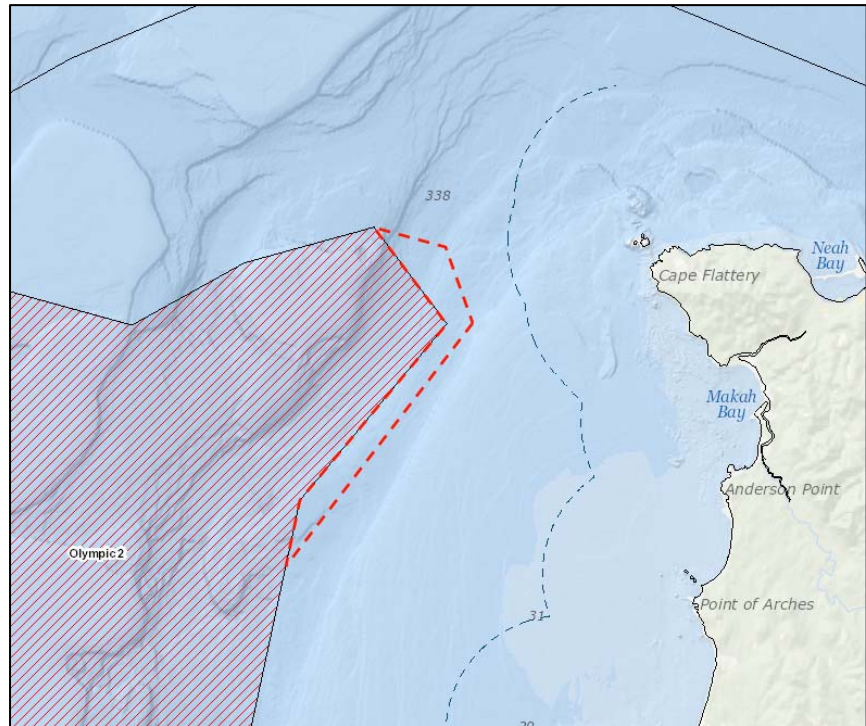 338
Neah
Bay
Cape Flattery
Makah
Bay
Anderson Point
Olympic 2
Point of Arches
31